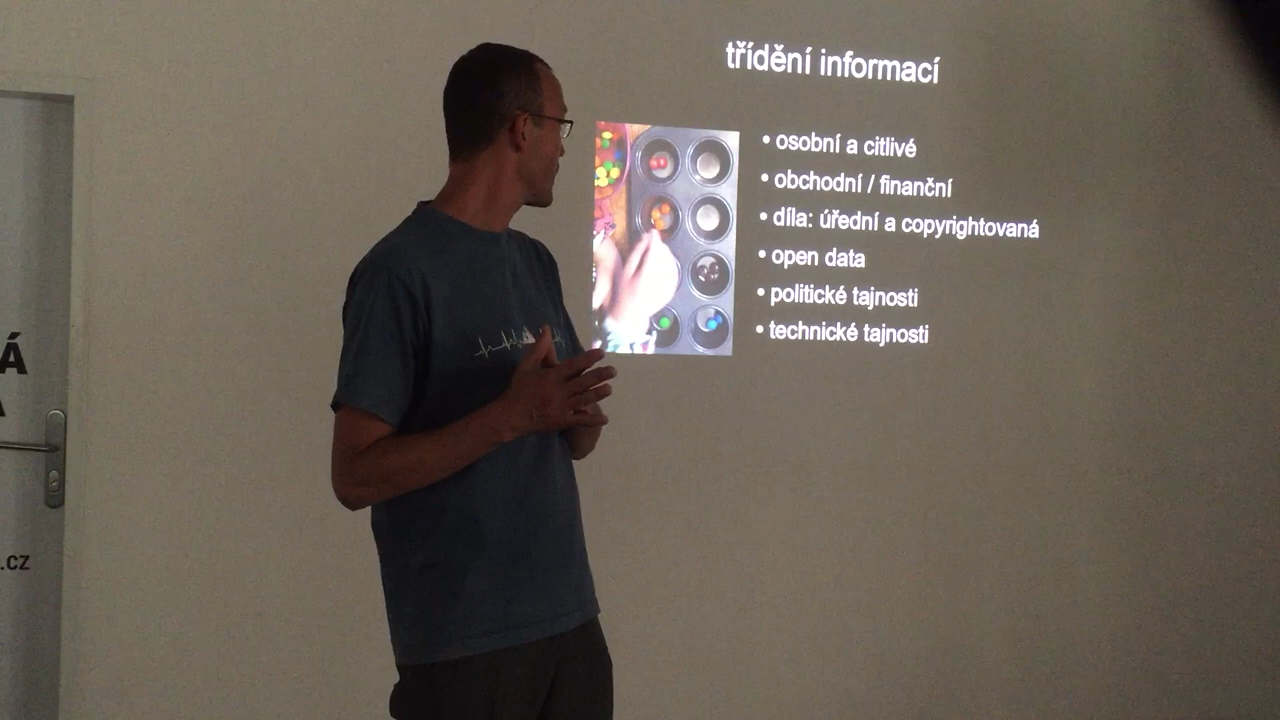 třídění informací
• osobní a citlivé
• obchodní / finanční
• díla: úřední a copyrightovaná
• open data
• politické tajnosti
• technické tajnosti
Á
A
.cz